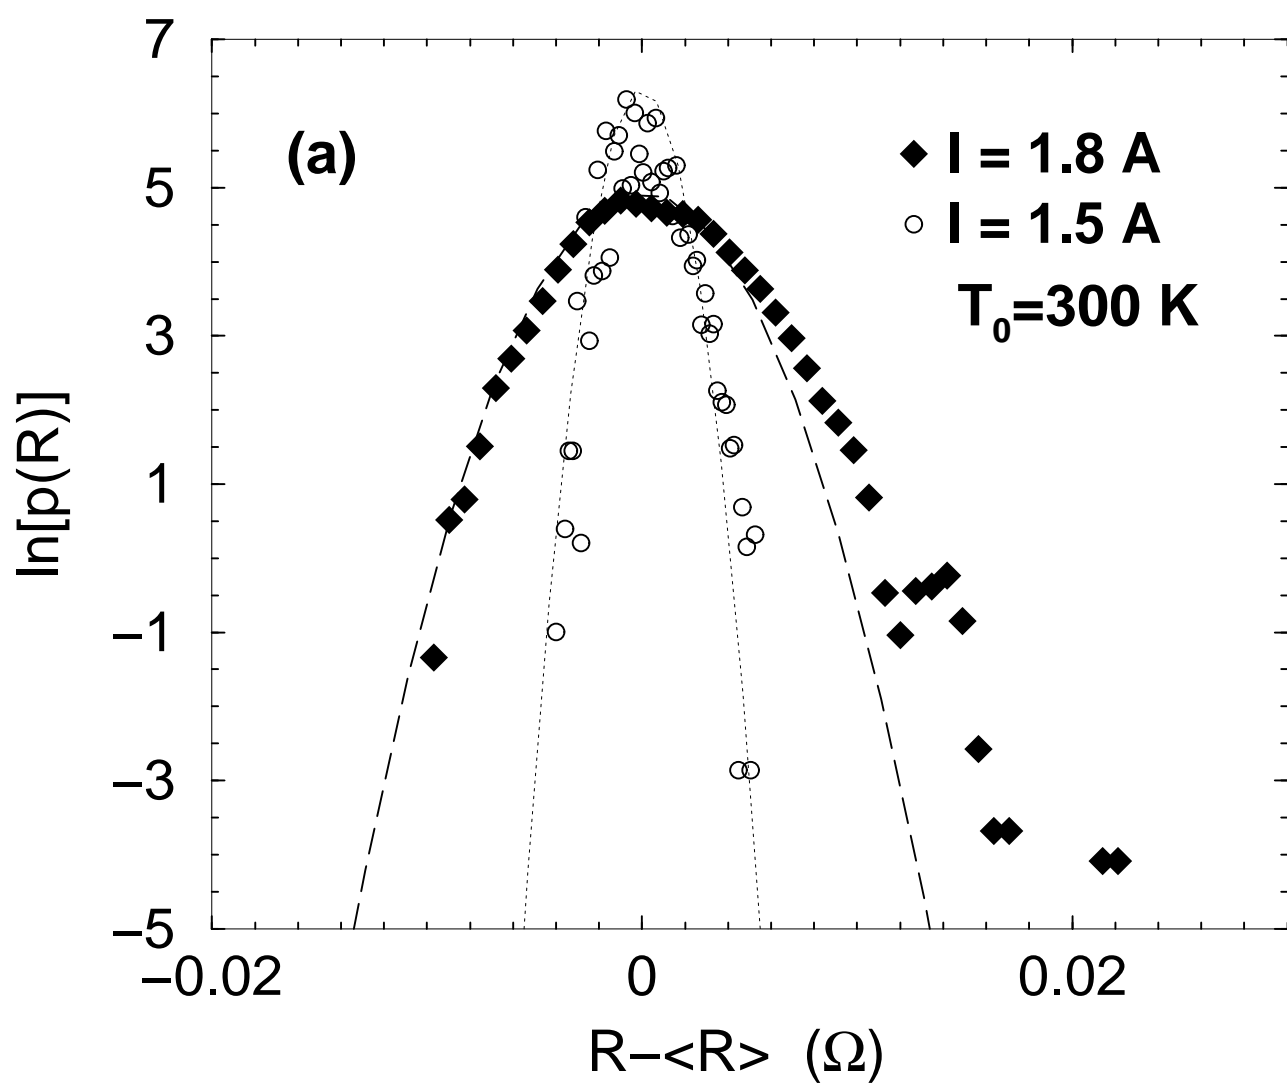 7
5
3
1
−1
−3
−5
ln[p(R)]
(a)
I = 1.8 A
I = 1.5 A
T₀=300 K
−0.02
0
0.02
R−<R> (Ω)